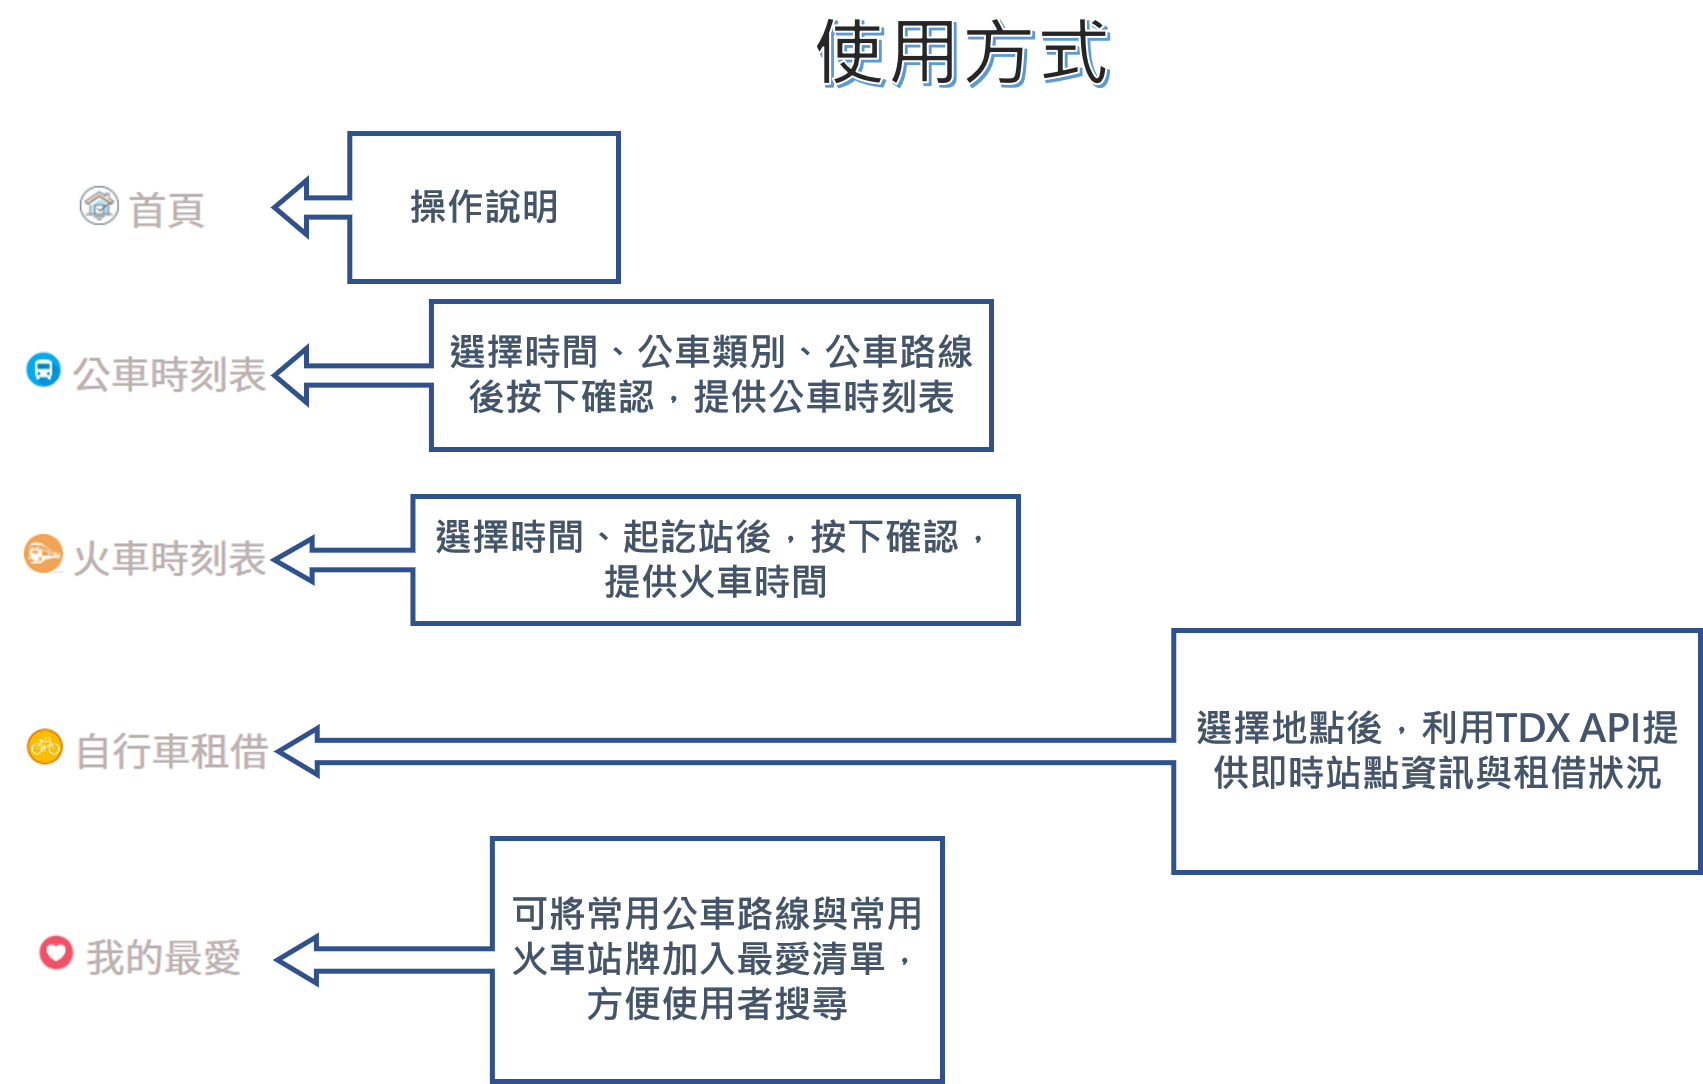 使用方式
首頁
操作說明
公車時刻表
選擇時間、公車類別、公車路線
後按下確認，提供公車時刻表
火車時刻表
選擇時間、起訖站後，按下確認，
提供火車時間
自行車租借
選擇地點後，利用TDX API提
供即時站點資訊與租借狀況
我的最愛
可將常用公車路線與常用
火車站牌加入最愛清單，
方便使用者搜尋